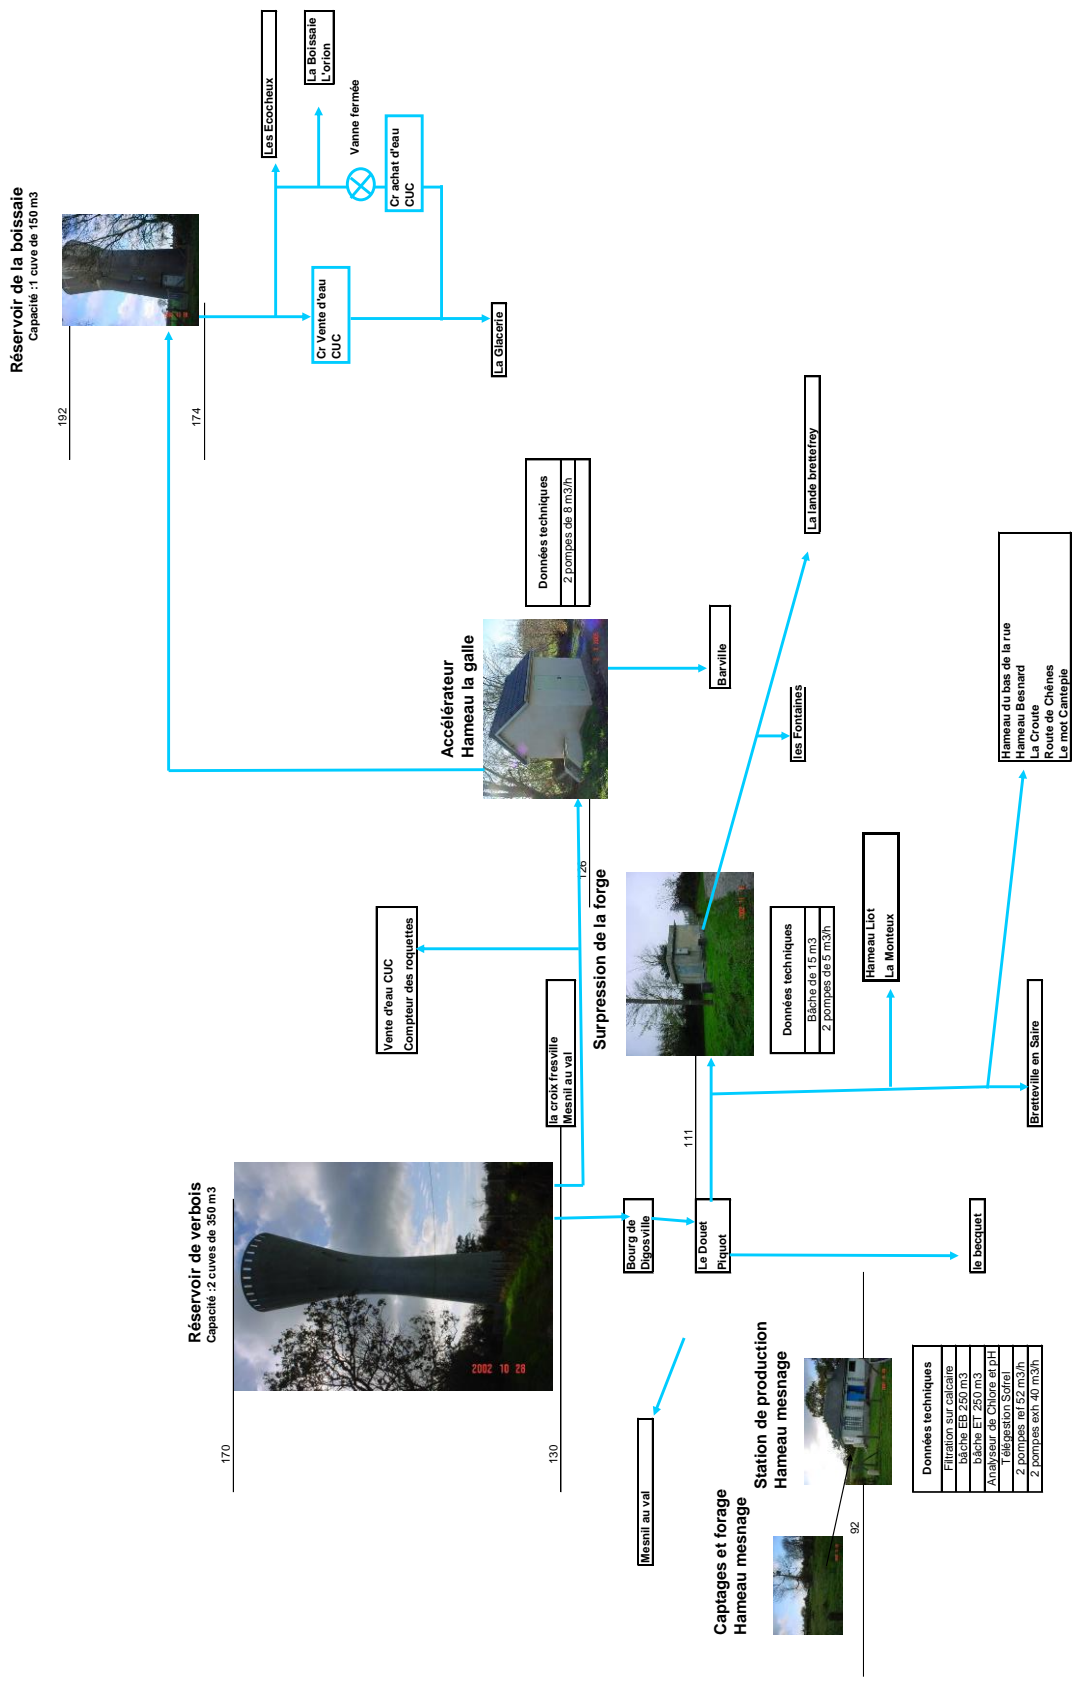 Réservoir de la boissaie
Capacité :1 cuve de 150 m3
192
174
Les Ecocheux
La Boissaie
L'orion
Vanne fermée
Cr achat d'eau
CUC
Cr Vente d'eau
CUC
La Glacerie
Accélérateur
Hameau la galle
Données techniques
2 pompes de 8 m3/h
126
Barville
Vente d'eau CUC
Compteur des roquettes
la croix fresville
Mesnil au val
Surpression de la forge
Données techniques
Bâche de 15 m3
2 pompes de 5 m3/h
111
La lande brettefrey
les Fontaines
Hameau Liot
La Monteux
Hameau du bas de la rue
Hameau Besnard
La Croute
Route de Chênes
Le mot Cantepie
Bretteville en Saire
Réservoir de verbois
Capacité :2 cuves de 350 m3
2002 10 28
170
130
Bourg de
Digosville
Le Douet
Piquot
le becquet
Mesnil au val
Station de production
Hameau mesnage
Captages et forage
Hameau mesnage
92
Données techniques
Filtration sur calcaire
bâche EB 250 m3
bâche ET 250 m3
Analyseur de Chlore et pH
Télégestion Sofrel
2 pompes ref 52 m3/h
2 pompes exh 40 m3/h